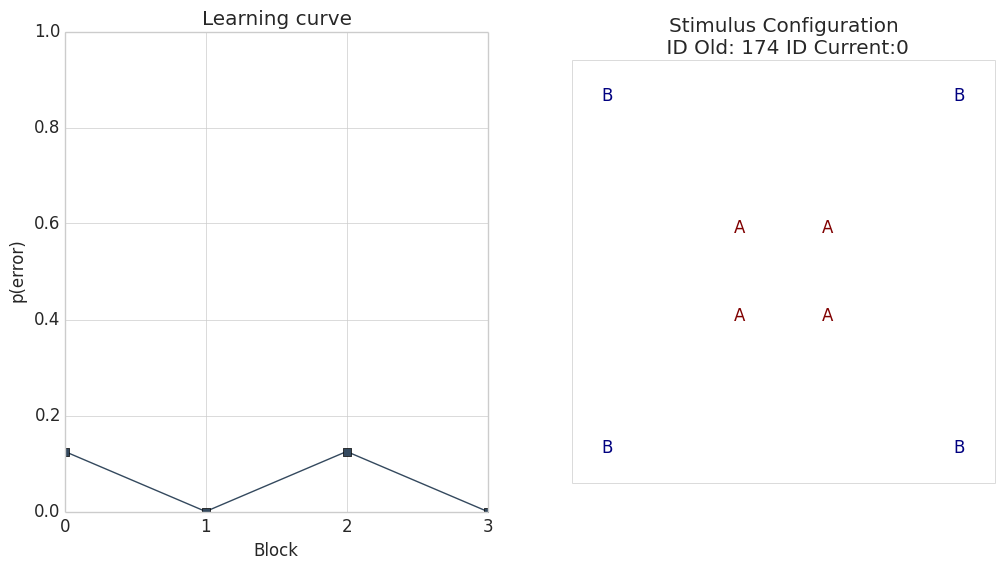 Learning curve
1.0
0.8
0.6
0.4
0.2
0.0
p(error)
0 1 2 3
Block
Stimulus Configuration
ID Old: 174 ID Current:0
B B
A A
A A
B B